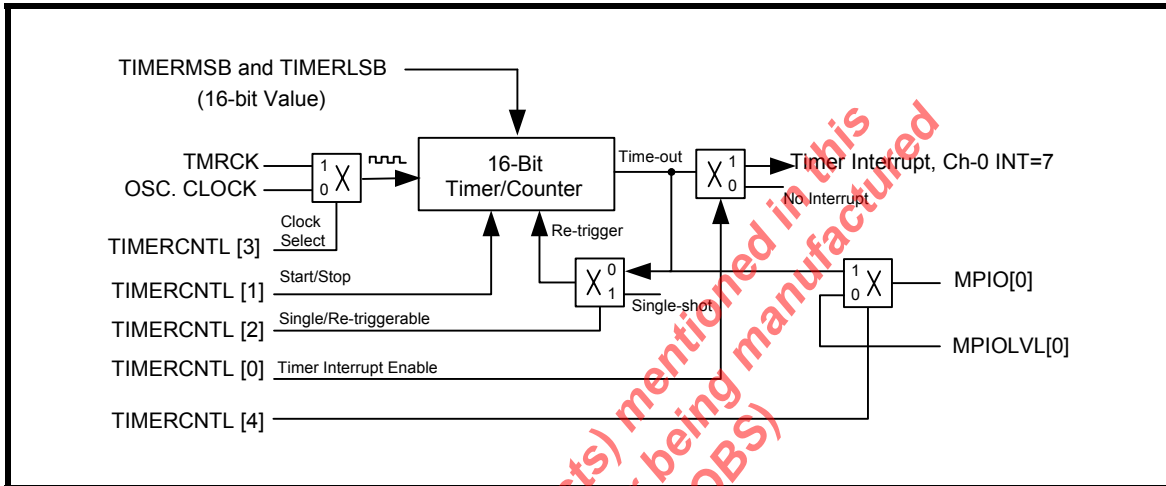 TIMERMSB and TIMERLSB
(16-bit Value)
TMRCK
OSC. CLOCK
1
0
X
16-Bit
Timer/Counter
Time-out
1
0
X
Timer Interrupt, Ch-0 INT=7
No Interrupt
Clock
Select
TIMERCNTL [3]
Re-trigger
Start/Stop
TIMERCNTL [1]
X
0
1
Single-shot
1
0
X
MPIO[0]
TIMERCNTL [2]
Single/Re-triggerable
MPIOLVL[0]
TIMERCNTL [0]
Timer Interrupt Enable
TIMERCNTL [4]
ts) mentioned in this
being manufactured
OBS)